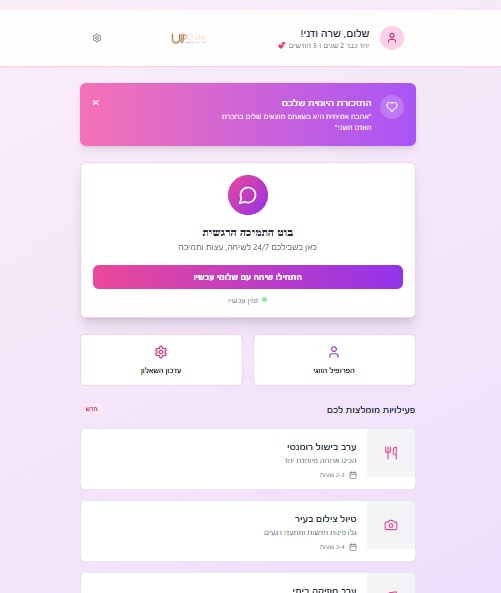 שלום, שרה ודני!
יחד כבר 2 שנים ו-3 חודשים
UpDate
התזכורת היומית שלכם
"אהבה אמיתית היא כשאתם מוצאים שלום בחברת
האדם השני"
בוט התמיכה הרגשית
כאן בשבילכם 24/7 לשיחה, עצות ותמיכה
התחילו שיחה עם שלומי עכשיו
זמין עכשיו
הפרופיל הזוגי
עדכון השאלון
פעילויות מומלצות לכם
חדש
ערב בישול רומנטי
הכינו ארוחה מיוחדת יחד
2-3 שעות
טיול צילום בעיר
גלו פינות חדשות ותתעדו רגעים
3-4 שעות
ערב מוזיקה ביתי